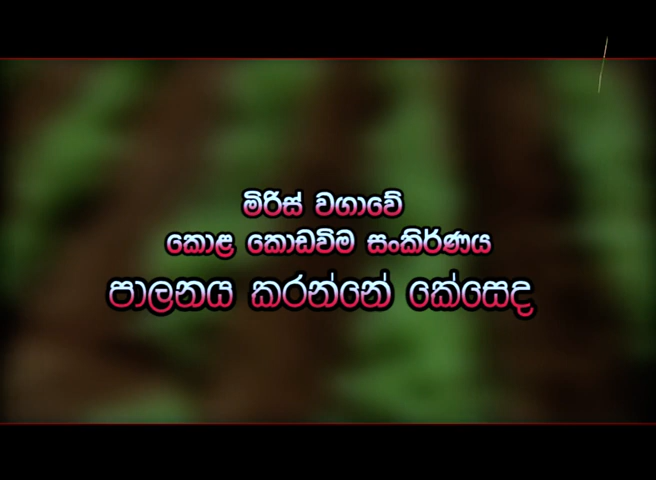 මිරිස් වගාවේ
කොළ කොඩවිම සංකීර්ණය
පාලනය කරන්නේ කේසෙද